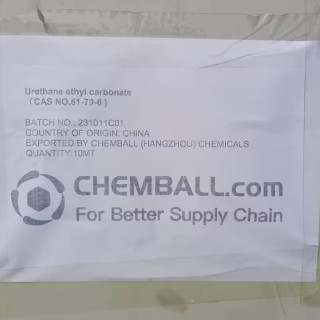 Urethane ethyl carbonate
（CAS NO.51-79-6 )
BATCH NO.: 231011C01
COUNTRY OF ORIGIN: CHINA
EXPORTED BY CHEMBALL (HANGZHOU) CHEMICALS
QUANTITY:10MT
CHEMBALL.com
For Better Supply Chain